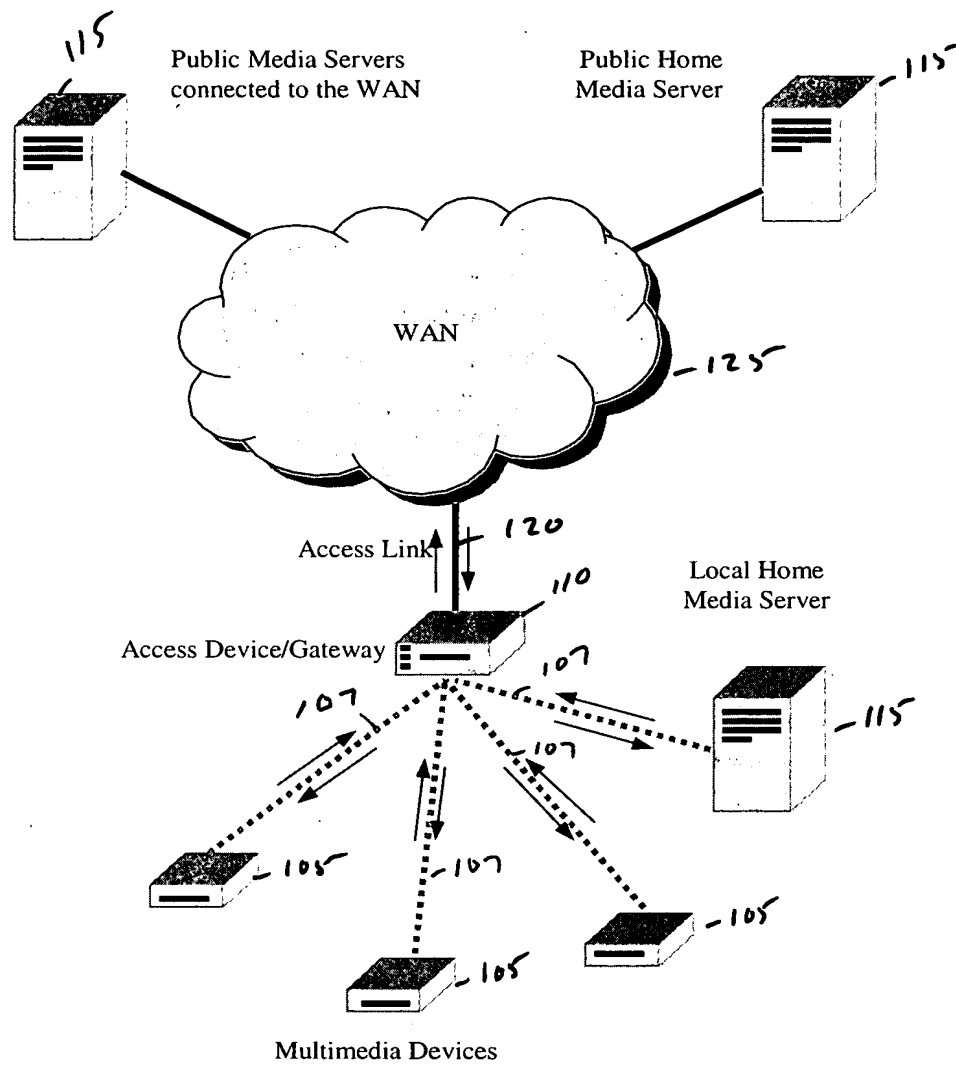 115
Public Media Servers
connected to the WAN
Public Home
Media Server
115
WAN
125
Access Link
120
110
Local Home
Media Server
Access Device/Gateway
107
107
107
115
105
107
105
105
Multimedia Devices